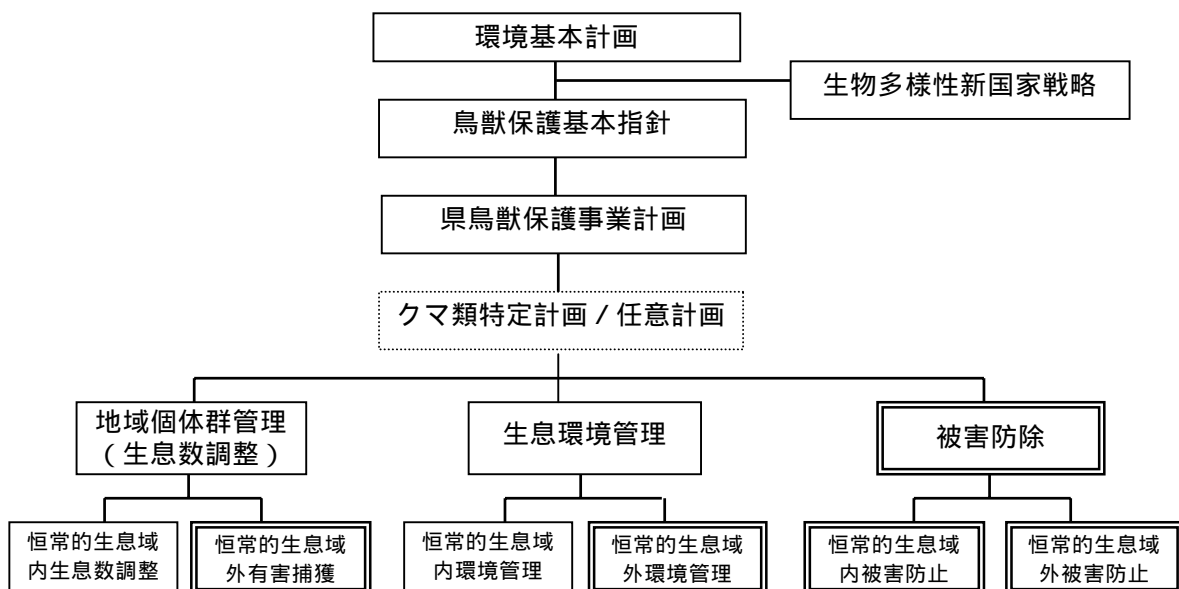 環境基本計画
生物多様性新国家戦略
鳥獣保護基本指針
県鳥獣保護事業計画
クマ類特定計画 / 任意計画
地域個体群管理
(生息数調整)
生息環境管理
被害防除
恒常的生息域
内生息数調整
恒常的生息域
外有害捕獲
恒常的生息域
内環境管理
恒常的生息域
外環境管理
恒常的生息域
内被害防止
恒常的生息域
外被害防止